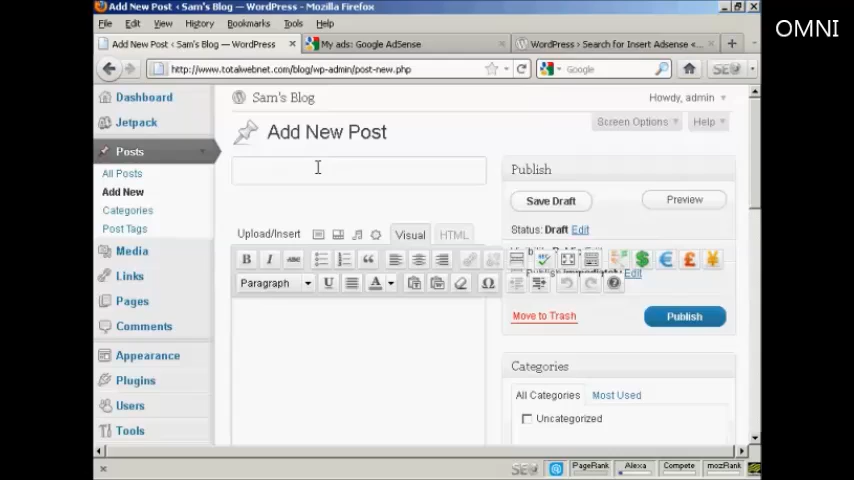 Add New Post ‹ Sam's Blog — WordPress - Mozilla Firefox
OMNI
File Edit View History Bookmarks Tools Help
Add New Post ‹ Sam's Blog — WordPress
My ads: Google AdSense
WordPress › Search for Insert Adsense «...
http://www.totalwebnet.com/blog/wp-admin/post-new.php
Google
SE
Dashboard
Jetpack
Posts
All Posts
Add New
Categories
Post Tags
Media
Links
Pages
Comments
Appearance
Plugins
Users
Tools
Sam's Blog
Howdy, admin
Screen Options
Help
Add New Post
Upload/Insert
Visual
HTML
B I ABC
Paragraph
U A Ω
Publish
Save Draft
Preview
Status: Draft Edit
Edit
Move to Trash
Publish
Categories
All Categories
Most Used
Uncategorized
SE
PageRank
Alexa
Compete
mozRank